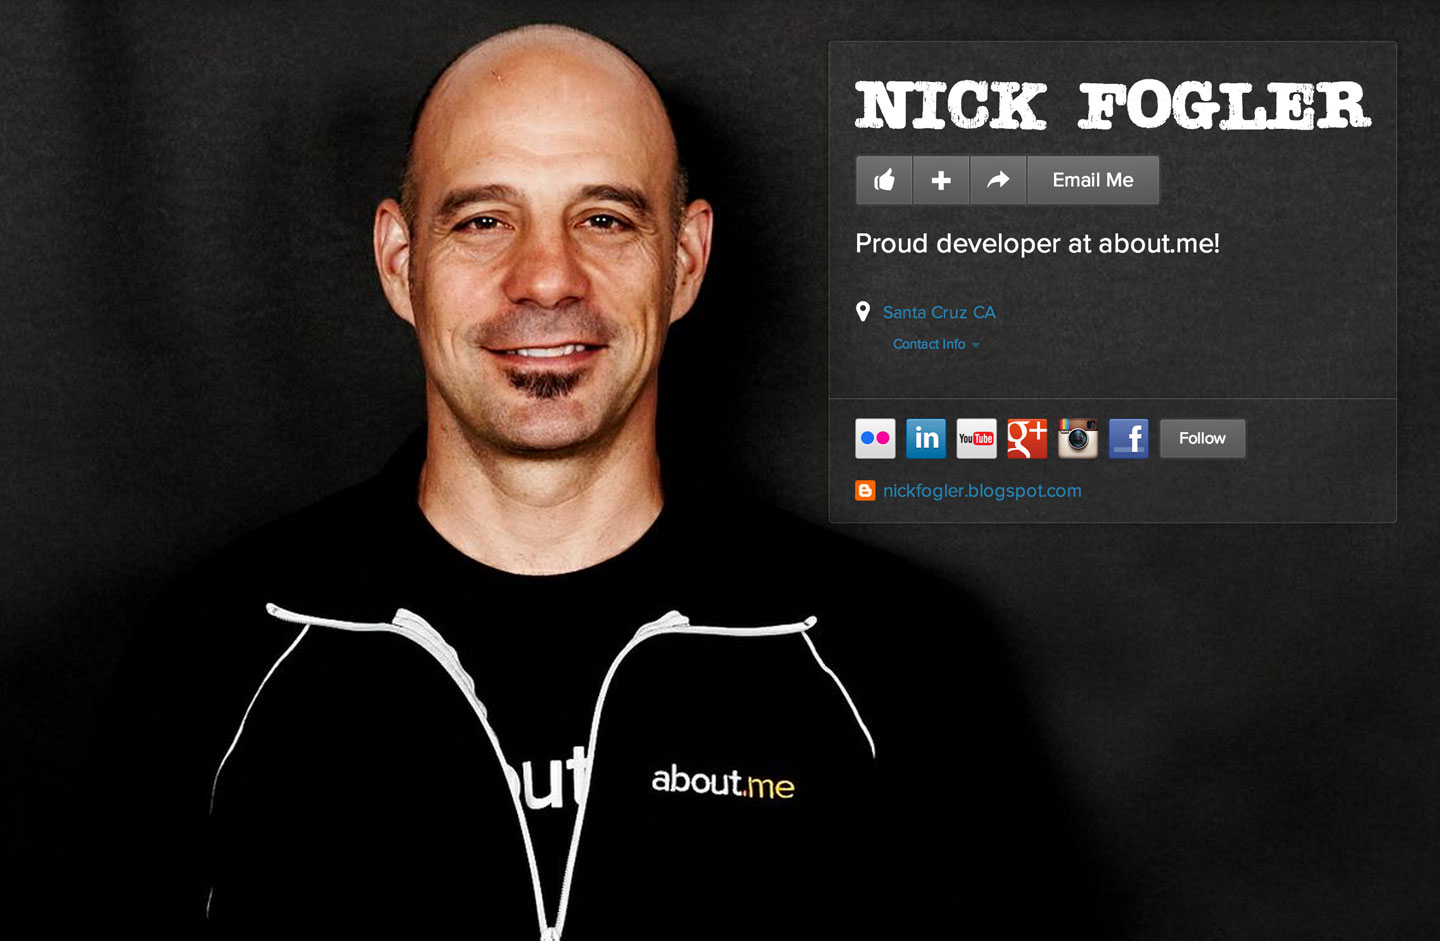 NICK FOGLER
Email Me
Proud developer at about.me!
Santa Cruz CA
Contact Info
in You Tube g+ f Follow
nickfogler.blogspot.com
out
about.me